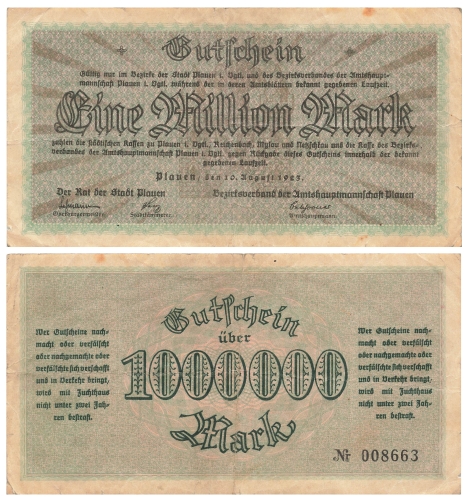 Gutschein
Gültig nur im Bezirke der Stadt Plauen i. Vgtl. und des Bezirksverbandes der Amtshaupt-
mannschaft Plauen i. Vgtl. während der in deren Amtsblättern bekannt gegebenen Laufzeit.
Eine Million Mark
zahlen die städtischen Kassen zu Plauen i. Vgtl., Reichenbach, Mylau und Netzschkau und die Kasse des Bezirks-
verbandes der Amtshauptmannschaft Plauen i. Vgtl. gegen Rückgabe dieses Gutscheins innerhalb der bekannt
gegebenen Laufzeit.
Plauen, den 10. August 1923.
Der Rat der Stadt Plauen Bezirksverband der Amtshauptmannschaft Plauen
Oberbürgermeister. Stadtkämmerer. Amtshauptmann.
Gutschein
über
1000000
Mark
Wer Gutscheine nach-
macht oder verfälscht
oder nachgemachte oder
verfälschte sich verschafft
und in Verkehr bringt,
wird mit Zuchthaus
nicht unter zwei Jah-
ren bestraft.
Wer Gutscheine nach-
macht oder verfälscht
oder nachgemachte oder
verfälschte sich verschafft
und in Verkehr bringt,
wird mit Zuchthaus
nicht unter zwei Jah-
ren bestraft.
Nr 008663